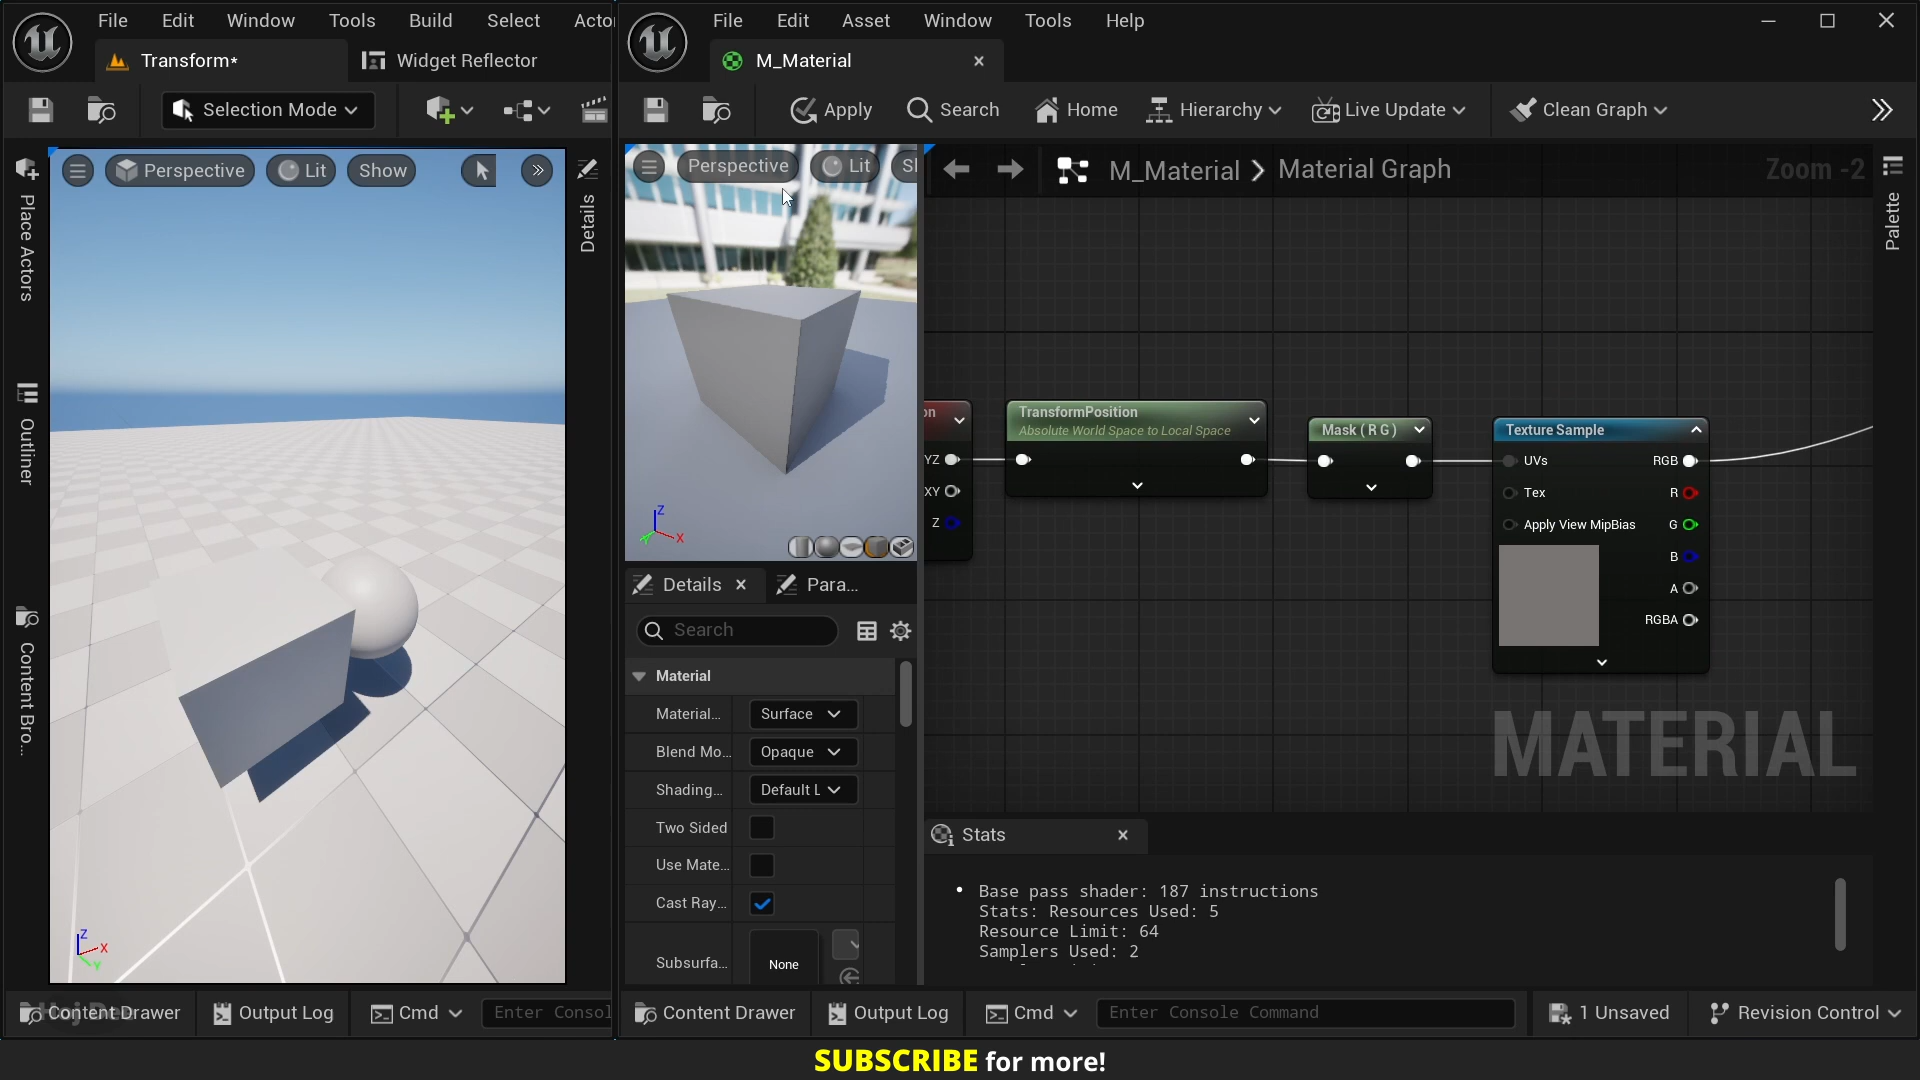 File Edit Window Tools Build Select Acto
Transform*
Widget Reflector
Selection Mode
Perspective Lit Show
Place Actors
Outliner
Content Bro...
Details
Z
X
Y
Content Drawer Output Log Cmd Enter Consol
File Edit Asset Window Tools Help
M_Material
Apply Search Home Hierarchy Live Update Clean Graph
Perspective Lit Sl
Z
X
Details Para...
Search
Material
Material... Surface
Blend Mo... Opaque
Shading... Default L
Two Sided
Use Mate...
Cast Ray...
Subsurfa... None
M_Material > Material Graph
Zoom -2
Palette
on
YZ
XY
Z
TransformPosition
Absolute World Space to Local Space
Mask ( R G )
Texture Sample
UVs RGB
Tex R
Apply View MipBias G
B
A
RGBA
MATERIAL
Stats
• Base pass shader: 187 instructions
Stats: Resources Used: 5
Resource Limit: 64
Samplers Used: 2
Content Drawer Output Log Cmd Enter Console Command 1 Unsaved Revision Control
SUBSCRIBE for more!